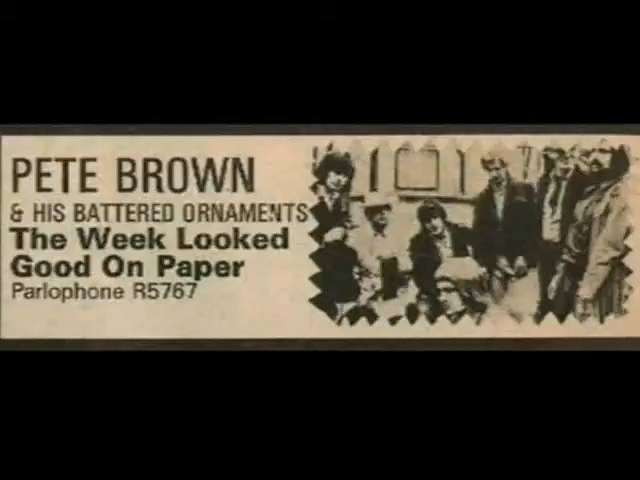 PETE BROWN
& HIS BATTERED ORNAMENTS
The Week Looked
Good On Paper
Parlophone R5767